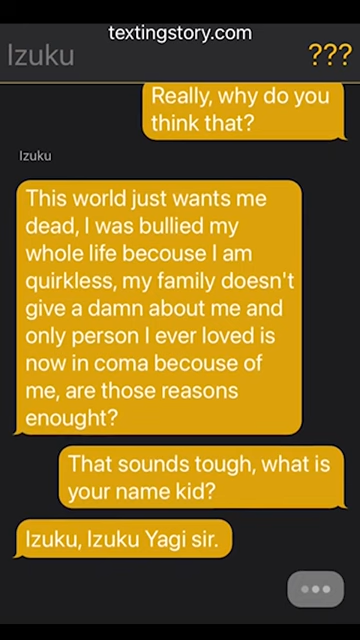 textingstory.com
Izuku
???
Really, why do you
think that?
Izuku
This world just wants me
dead, I was bullied my
whole life becouse I am
quirkless, my family doesn't
give a damn about me and
only person I ever loved is
now in coma becouse of
me, are those reasons
enought?
That sounds tough, what is
your name kid?
Izuku, Izuku Yagi sir.